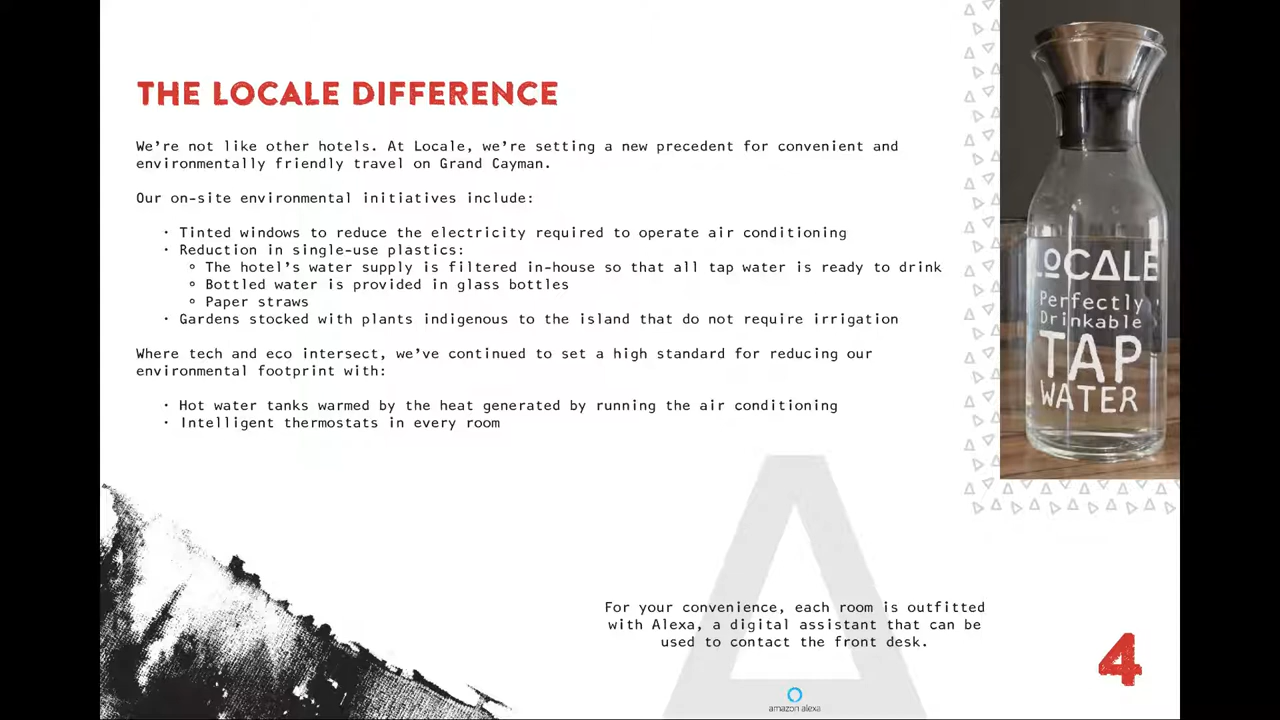 THE LOCALE DIFFERENCE
We're not like other hotels. At Locale, we're setting a new precedent for convenient and
environmentally friendly travel on Grand Cayman.
Our on-site environmental initiatives include:
· Tinted windows to reduce the electricity required to operate air conditioning
· Reduction in single-use plastics:
° The hotel's water supply is filtered in-house so that all tap water is ready to drink
° Bottled water is provided in glass bottles
° Paper straws
· Gardens stocked with plants indigenous to the island that do not require irrigation
Where tech and eco intersect, we've continued to set a high standard for reducing our
environmental footprint with:
· Hot water tanks warmed by the heat generated by running the air conditioning
· Intelligent thermostats in every room
LOCALE
Perfectly
Drinkable
TAP
WATER
For your convenience, each room is outfitted
with Alexa, a digital assistant that can be
used to contact the front desk.
amazon alexa
4